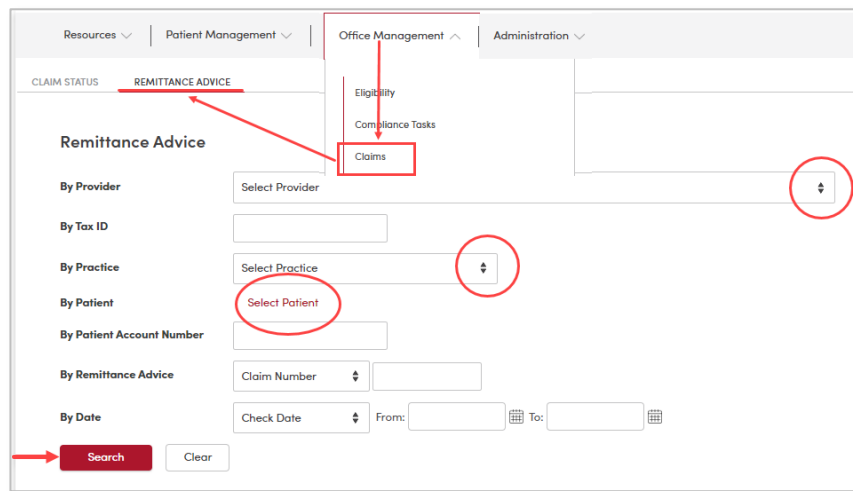 Resources Patient Management Office Management Administration
CLAIM STATUS REMITTANCE ADVICE
Eligibility
Compliance Tasks
Claims
Remittance Advice
By Provider Select Provider
By Tax ID
By Practice Select Practice
By Patient Select Patient
By Patient Account Number
By Remittance Advice Claim Number
By Date Check Date From: To:
Search Clear